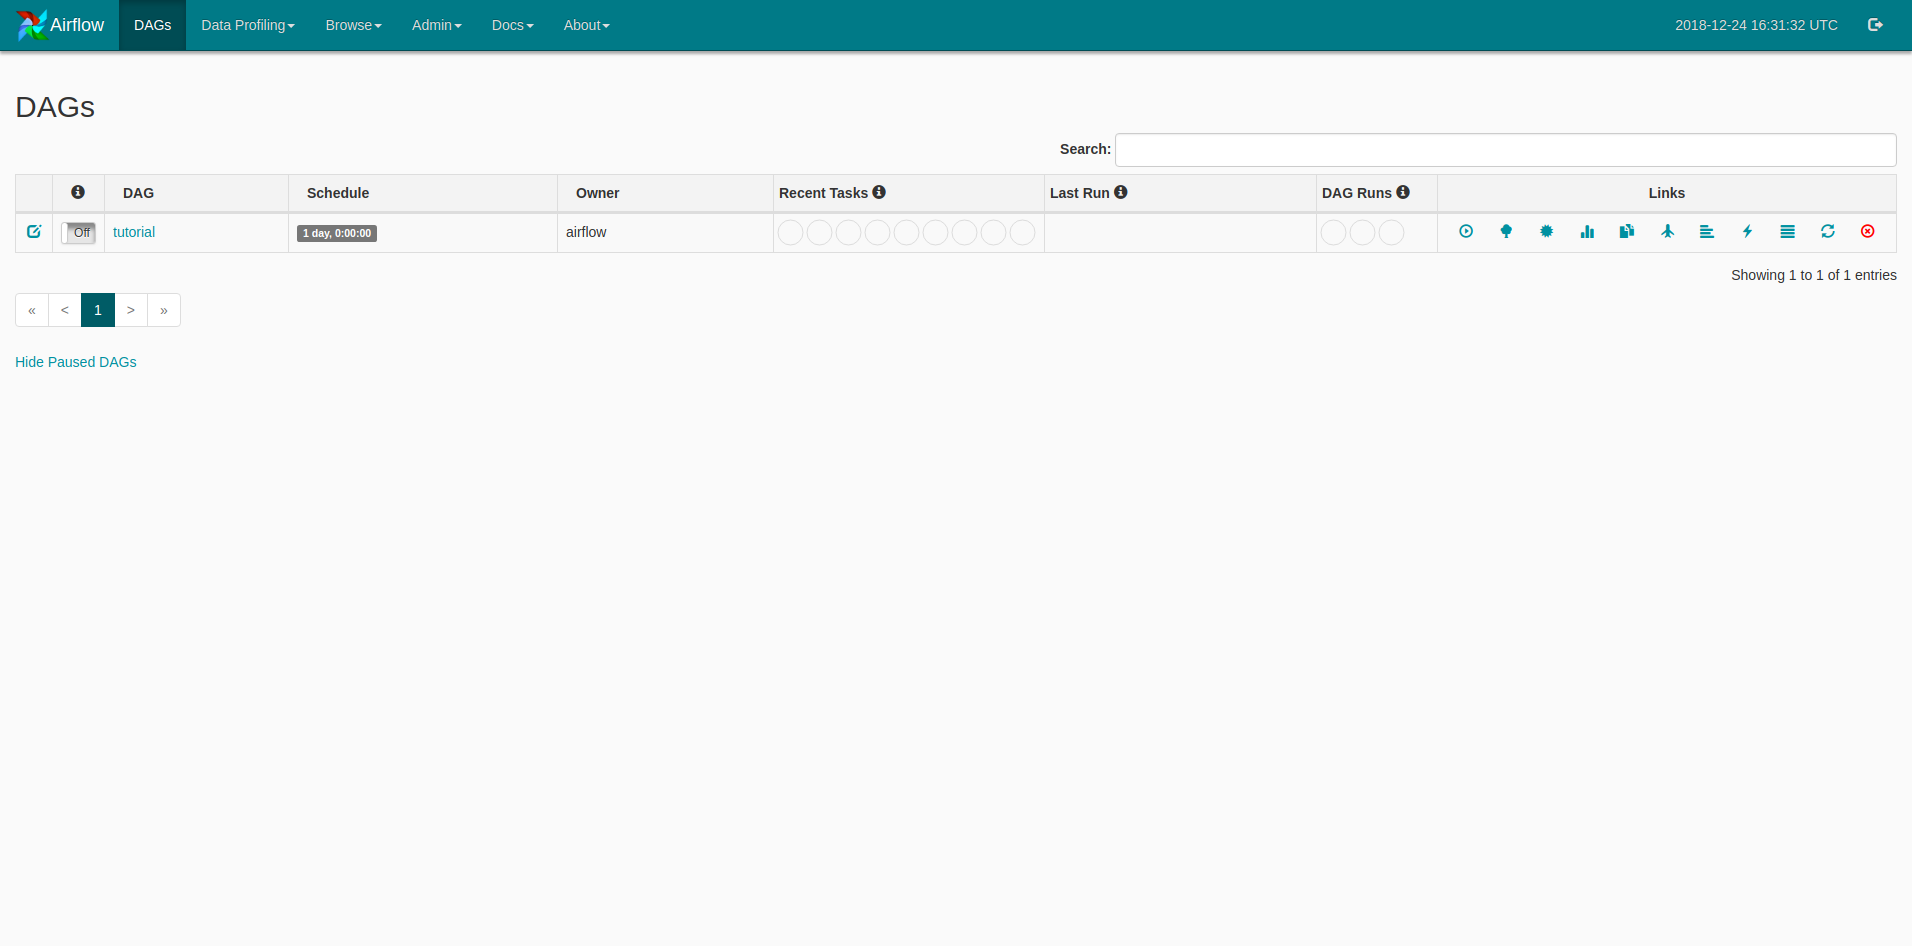 Airflow DAGs Data Profiling Browse Admin Docs About 2018-12-24 16:31:32 UTC
DAGs
Search:
DAG Schedule Owner Recent Tasks Last Run DAG Runs Links
Off tutorial 1 day, 0:00:00 airflow
Showing 1 to 1 of 1 entries
« < 1 > »
Hide Paused DAGs